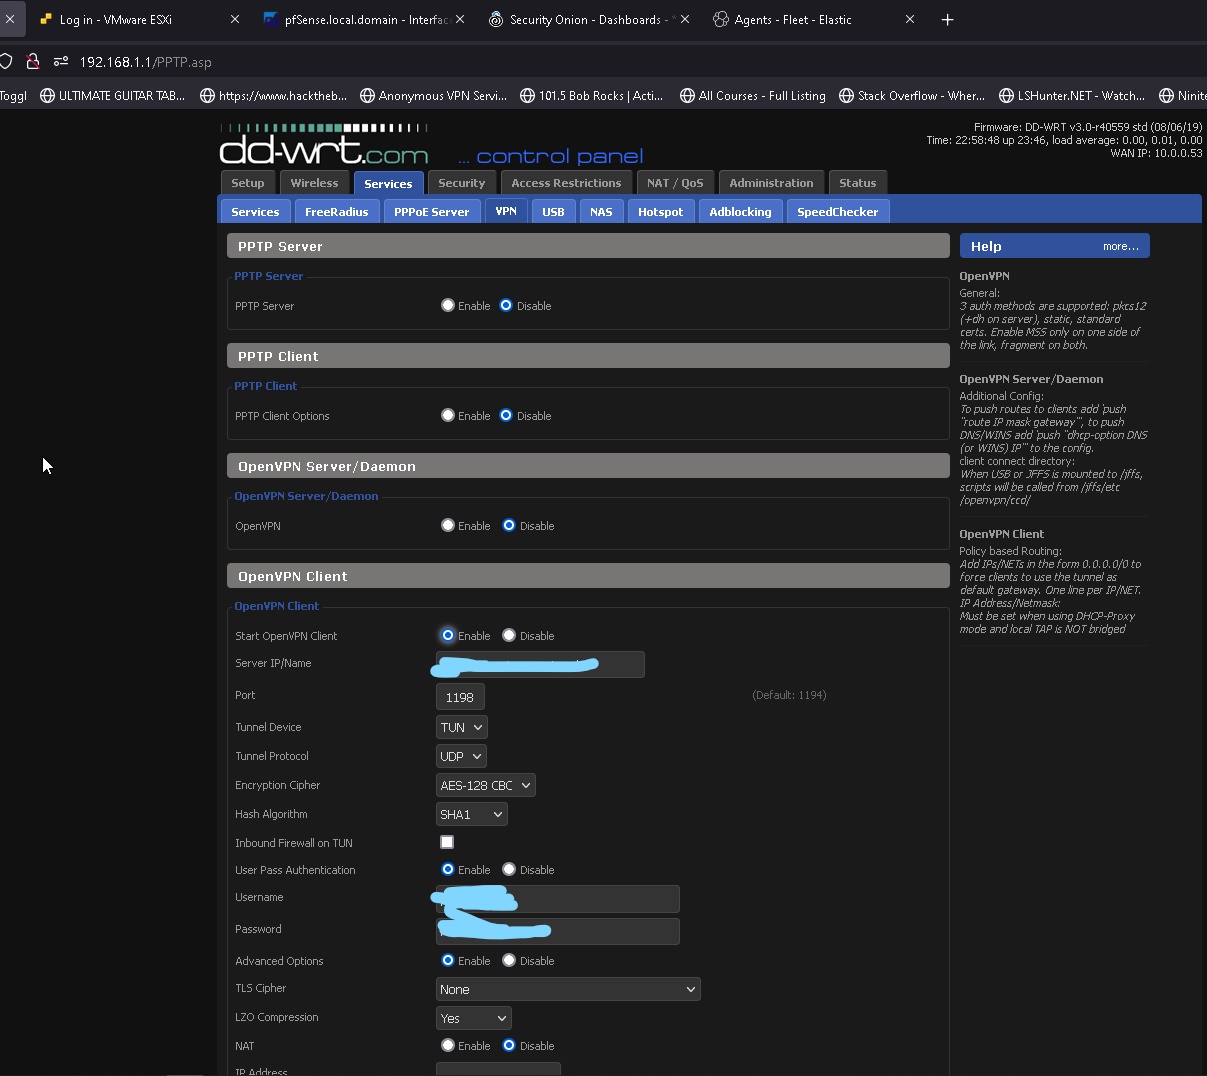 Log in - VMware ESXi
pfSense.local.domain - Interfac
Security Onion - Dashboards -
Agents - Fleet - Elastic
192.168.1.1/PPTP.asp
Toggl ULTIMATE GUITAR TAB... https://www.hacktheb... Anonymous VPN Servi... 101.5 Bob Rocks | Acti... All Courses - Full Listing Stack Overflow - Wher... LSHunter.NET - Watch... Ninite
dd-wrt.com ... control panel
Firmware: DD-WRT v3.0-r40559 std (08/06/19)
Time: 22:58:48 up 23:46, load average: 0.00, 0.01, 0.00
WAN IP: 10.0.0.53
Setup Wireless Services Security Access Restrictions NAT / QoS Administration Status
Services FreeRadius PPPoE Server VPN USB NAS Hotspot Adblocking SpeedChecker
PPTP Server
PPTP Server
PPTP Server Enable Disable
PPTP Client
PPTP Client
PPTP Client Options Enable Disable
OpenVPN Server/Daemon
OpenVPN Server/Daemon
OpenVPN Enable Disable
OpenVPN Client
OpenVPN Client
Start OpenVPN Client Enable Disable
Server IP/Name
Port 1198 (Default: 1194)
Tunnel Device TUN
Tunnel Protocol UDP
Encryption Cipher AES-128 CBC
Hash Algorithm SHA1
Inbound Firewall on TUN
User Pass Authentication Enable Disable
Username
Password
Advanced Options Enable Disable
TLS Cipher None
LZO Compression Yes
NAT Enable Disable
IP Address
Help more...
OpenVPN
General:
3 auth methods are supported: pkcs12
(+dh on server), static, standard
certs. Enable MSS only on one side of
the link, fragment on both.
OpenVPN Server/Daemon
Additional Config:
To push routes to clients add 'push
"route IP mask gateway"', to push
DNS/WINS add 'push "dhcp-option DNS
(or WINS) IP"' to the config.
client connect directory:
When USB or JFFS is mounted to /jffs,
scripts will be called from /jffs/etc
/openvpn/ccd/
OpenVPN Client
Policy based Routing:
Add IPs/NETs in the form 0.0.0.0/0 to
force clients to use the tunnel as
default gateway. One line per IP/NET.
IP Address/Netmask:
Must be set when using DHCP-Proxy
mode and local TAP is NOT bridged